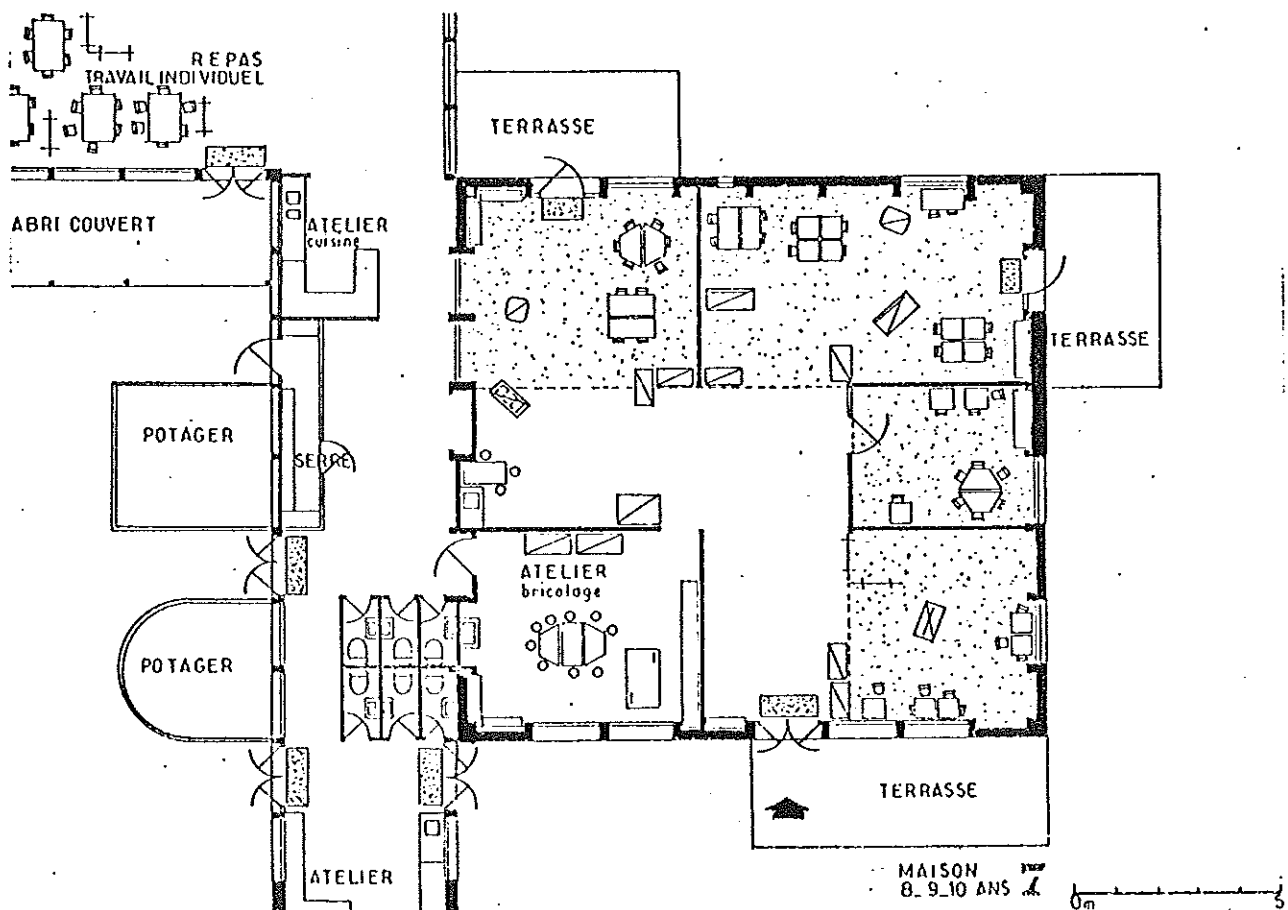 REPAS
TRAVAIL INDIVIDUEL
TERRASSE
ABRI COUVERT
ATELIER
cuisine
TERRASSE
POTAGER
SERRE
ATELIER
bricolage
POTAGER
TERRASSE
ATELIER
MAISON
8_9_10 ANS
0m 5